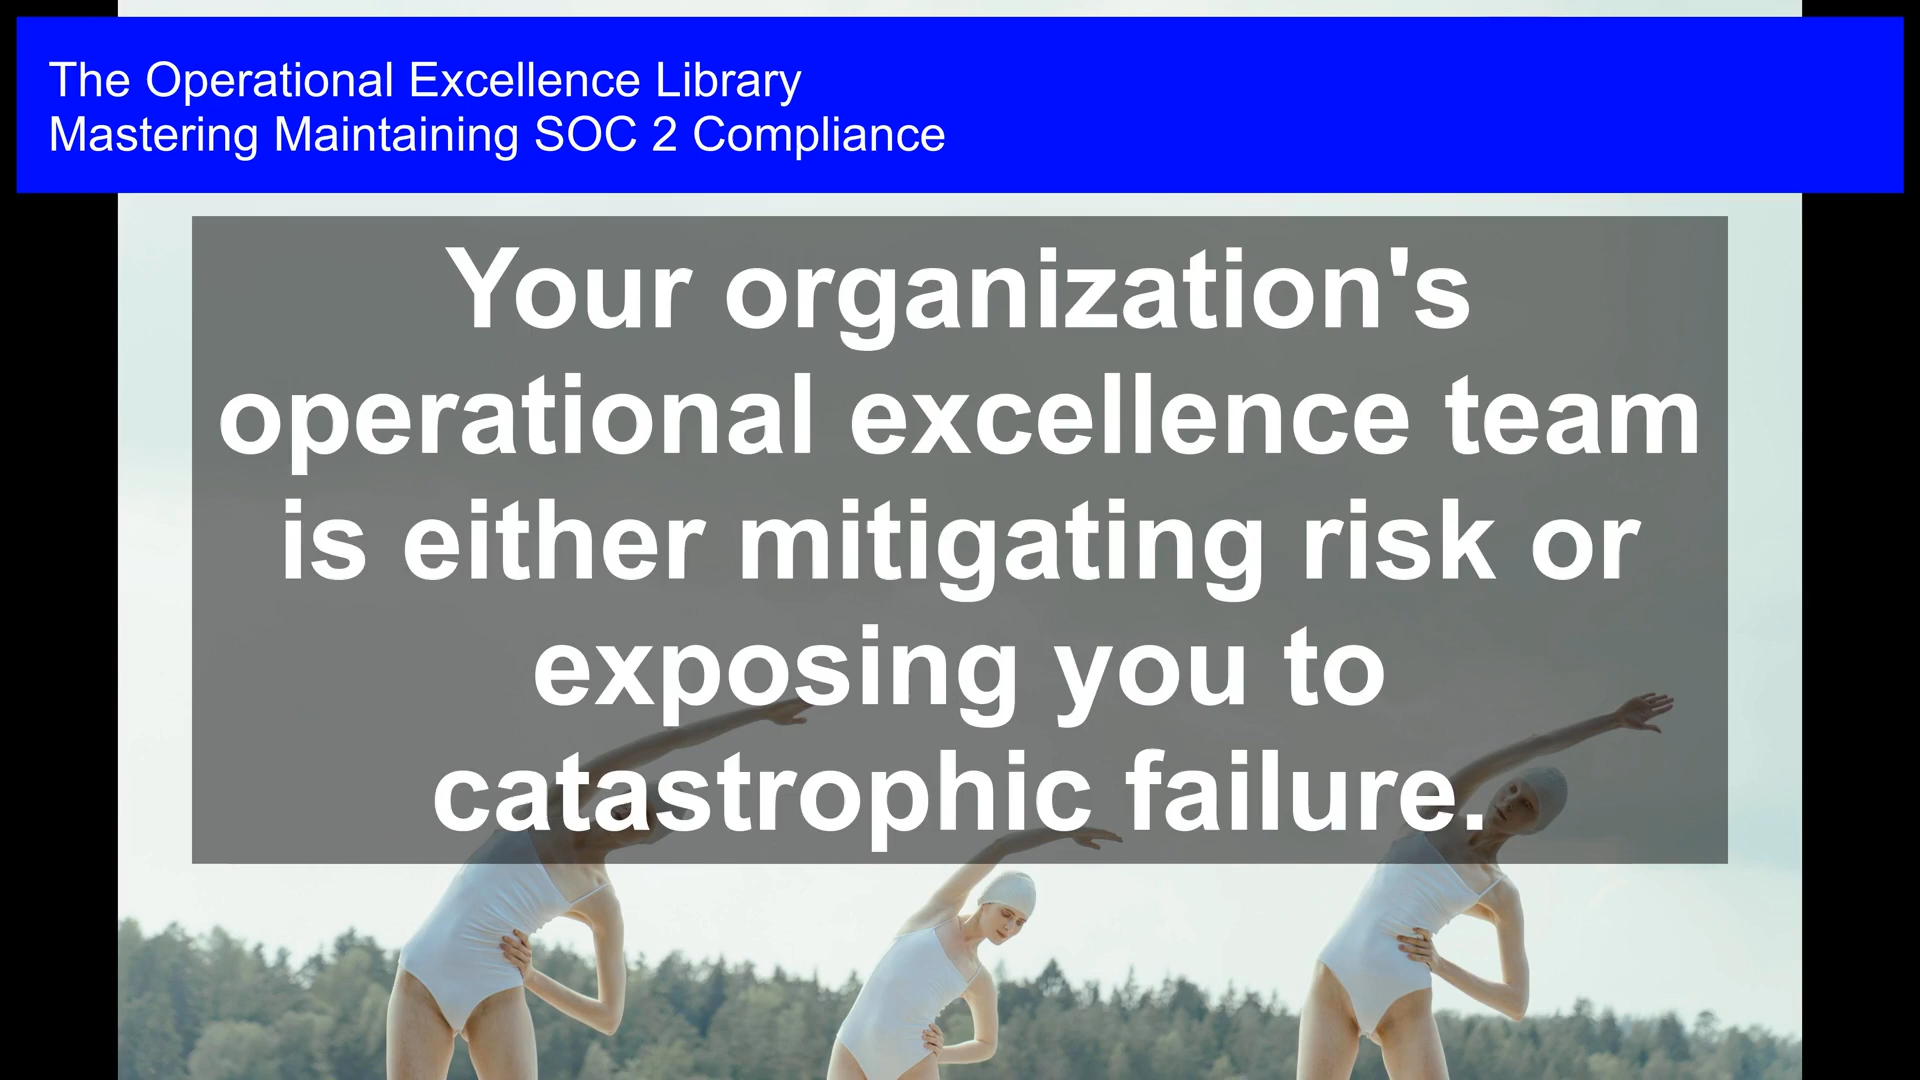 The Operational Excellence Library
Mastering Maintaining SOC 2 Compliance
Your organization's
operational excellence team
is either mitigating risk or
exposing you to
catastrophic failure.